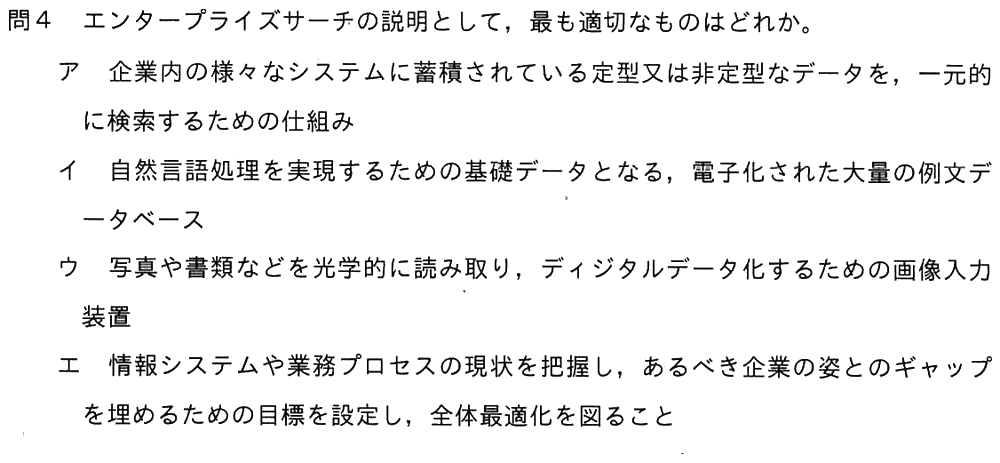 問４　エンタープライズサーチの説明として，最も適切なものはどれか。
ア　企業内の様々なシステムに蓄積されている定型又は非定型なデータを，一元的
に検索するための仕組み
イ　自然言語処理を実現するための基礎データとなる，電子化された大量の例文デ
ータベース
ウ　写真や書類などを光学的に読み取り，ディジタルデータ化するための画像入力
装置
エ　情報システムや業務プロセスの現状を把握し，あるべき企業の姿とのギャップ
を埋めるための目標を設定し，全体最適化を図ること